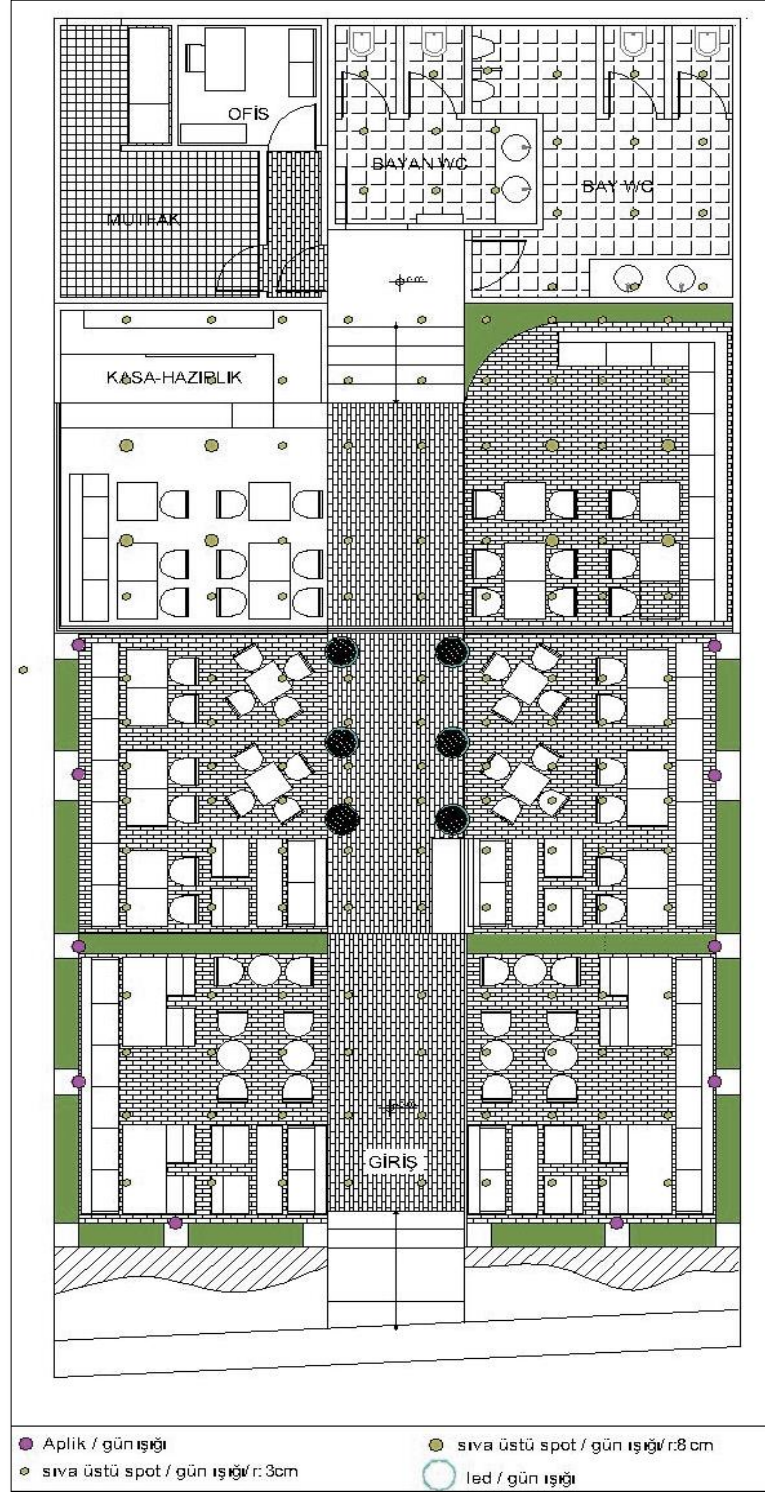 OFİS
BAYAN WC
BAY WC
MUTFAK
KASA-HAZIRLIK
GİRİŞ
Aplik / gün ışığı
sıva üstü spot / gün ışığı/r:8 cm
sıva üstü spot / gün ışığı/r: 3cm
led / gün ışığı